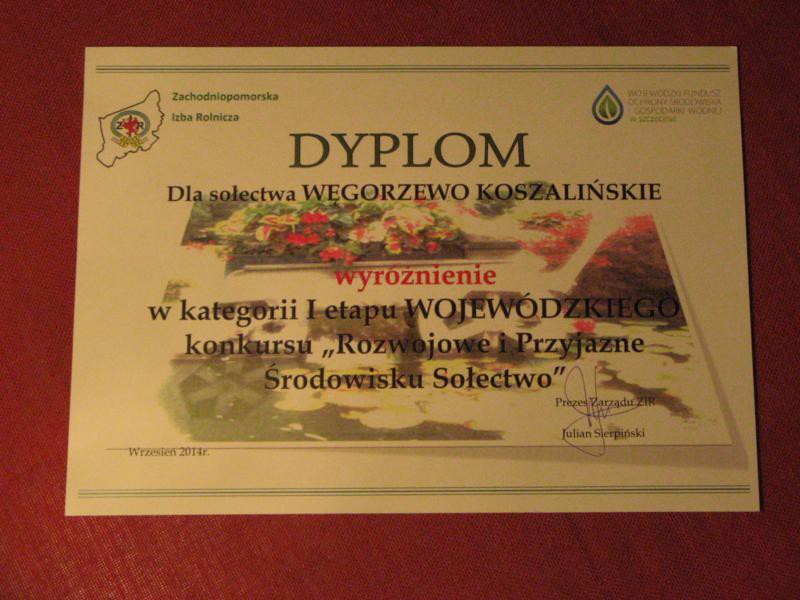 Zachodniopomorska
Izba Rolnicza
ZIR
WOJEWÓDZKI FUNDUSZ
OCHRONY ŚRODOWISKA
I GOSPODARKI WODNEJ
w SZCZECINIE
DYPLOM
Dla sołectwa WĘGORZEWO KOSZALIŃSKIE
wyróżnienie
w kategorii I etapu WOJEWÓDZKIEGO
konkursu „Rozwojowe i Przyjazne
Środowisku Sołectwo”
Prezes Zarządu ZIR
Julian Sierpiński
Wrzesień 2014r.